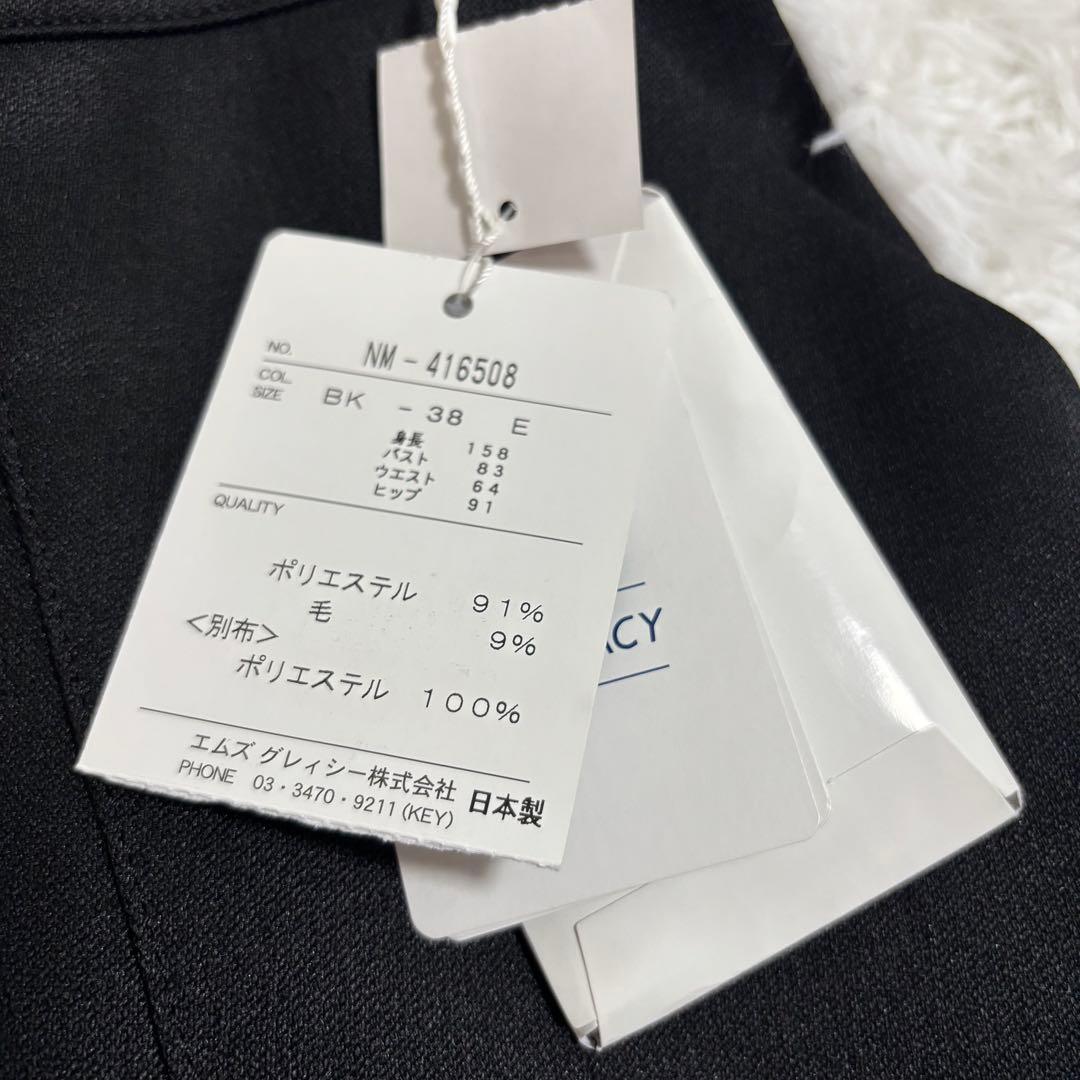 NO. NM-416508
COL.
SIZE BK - 38 E
身長 158
バスト 83
ウエスト 64
ヒップ 91
QUALITY
ポリエステル 91%
毛 9%
<別布>
ポリエステル 100%
エムズ グレィシー株式会社
PHONE 03・3470・9211(KEY) 日本製
ACY